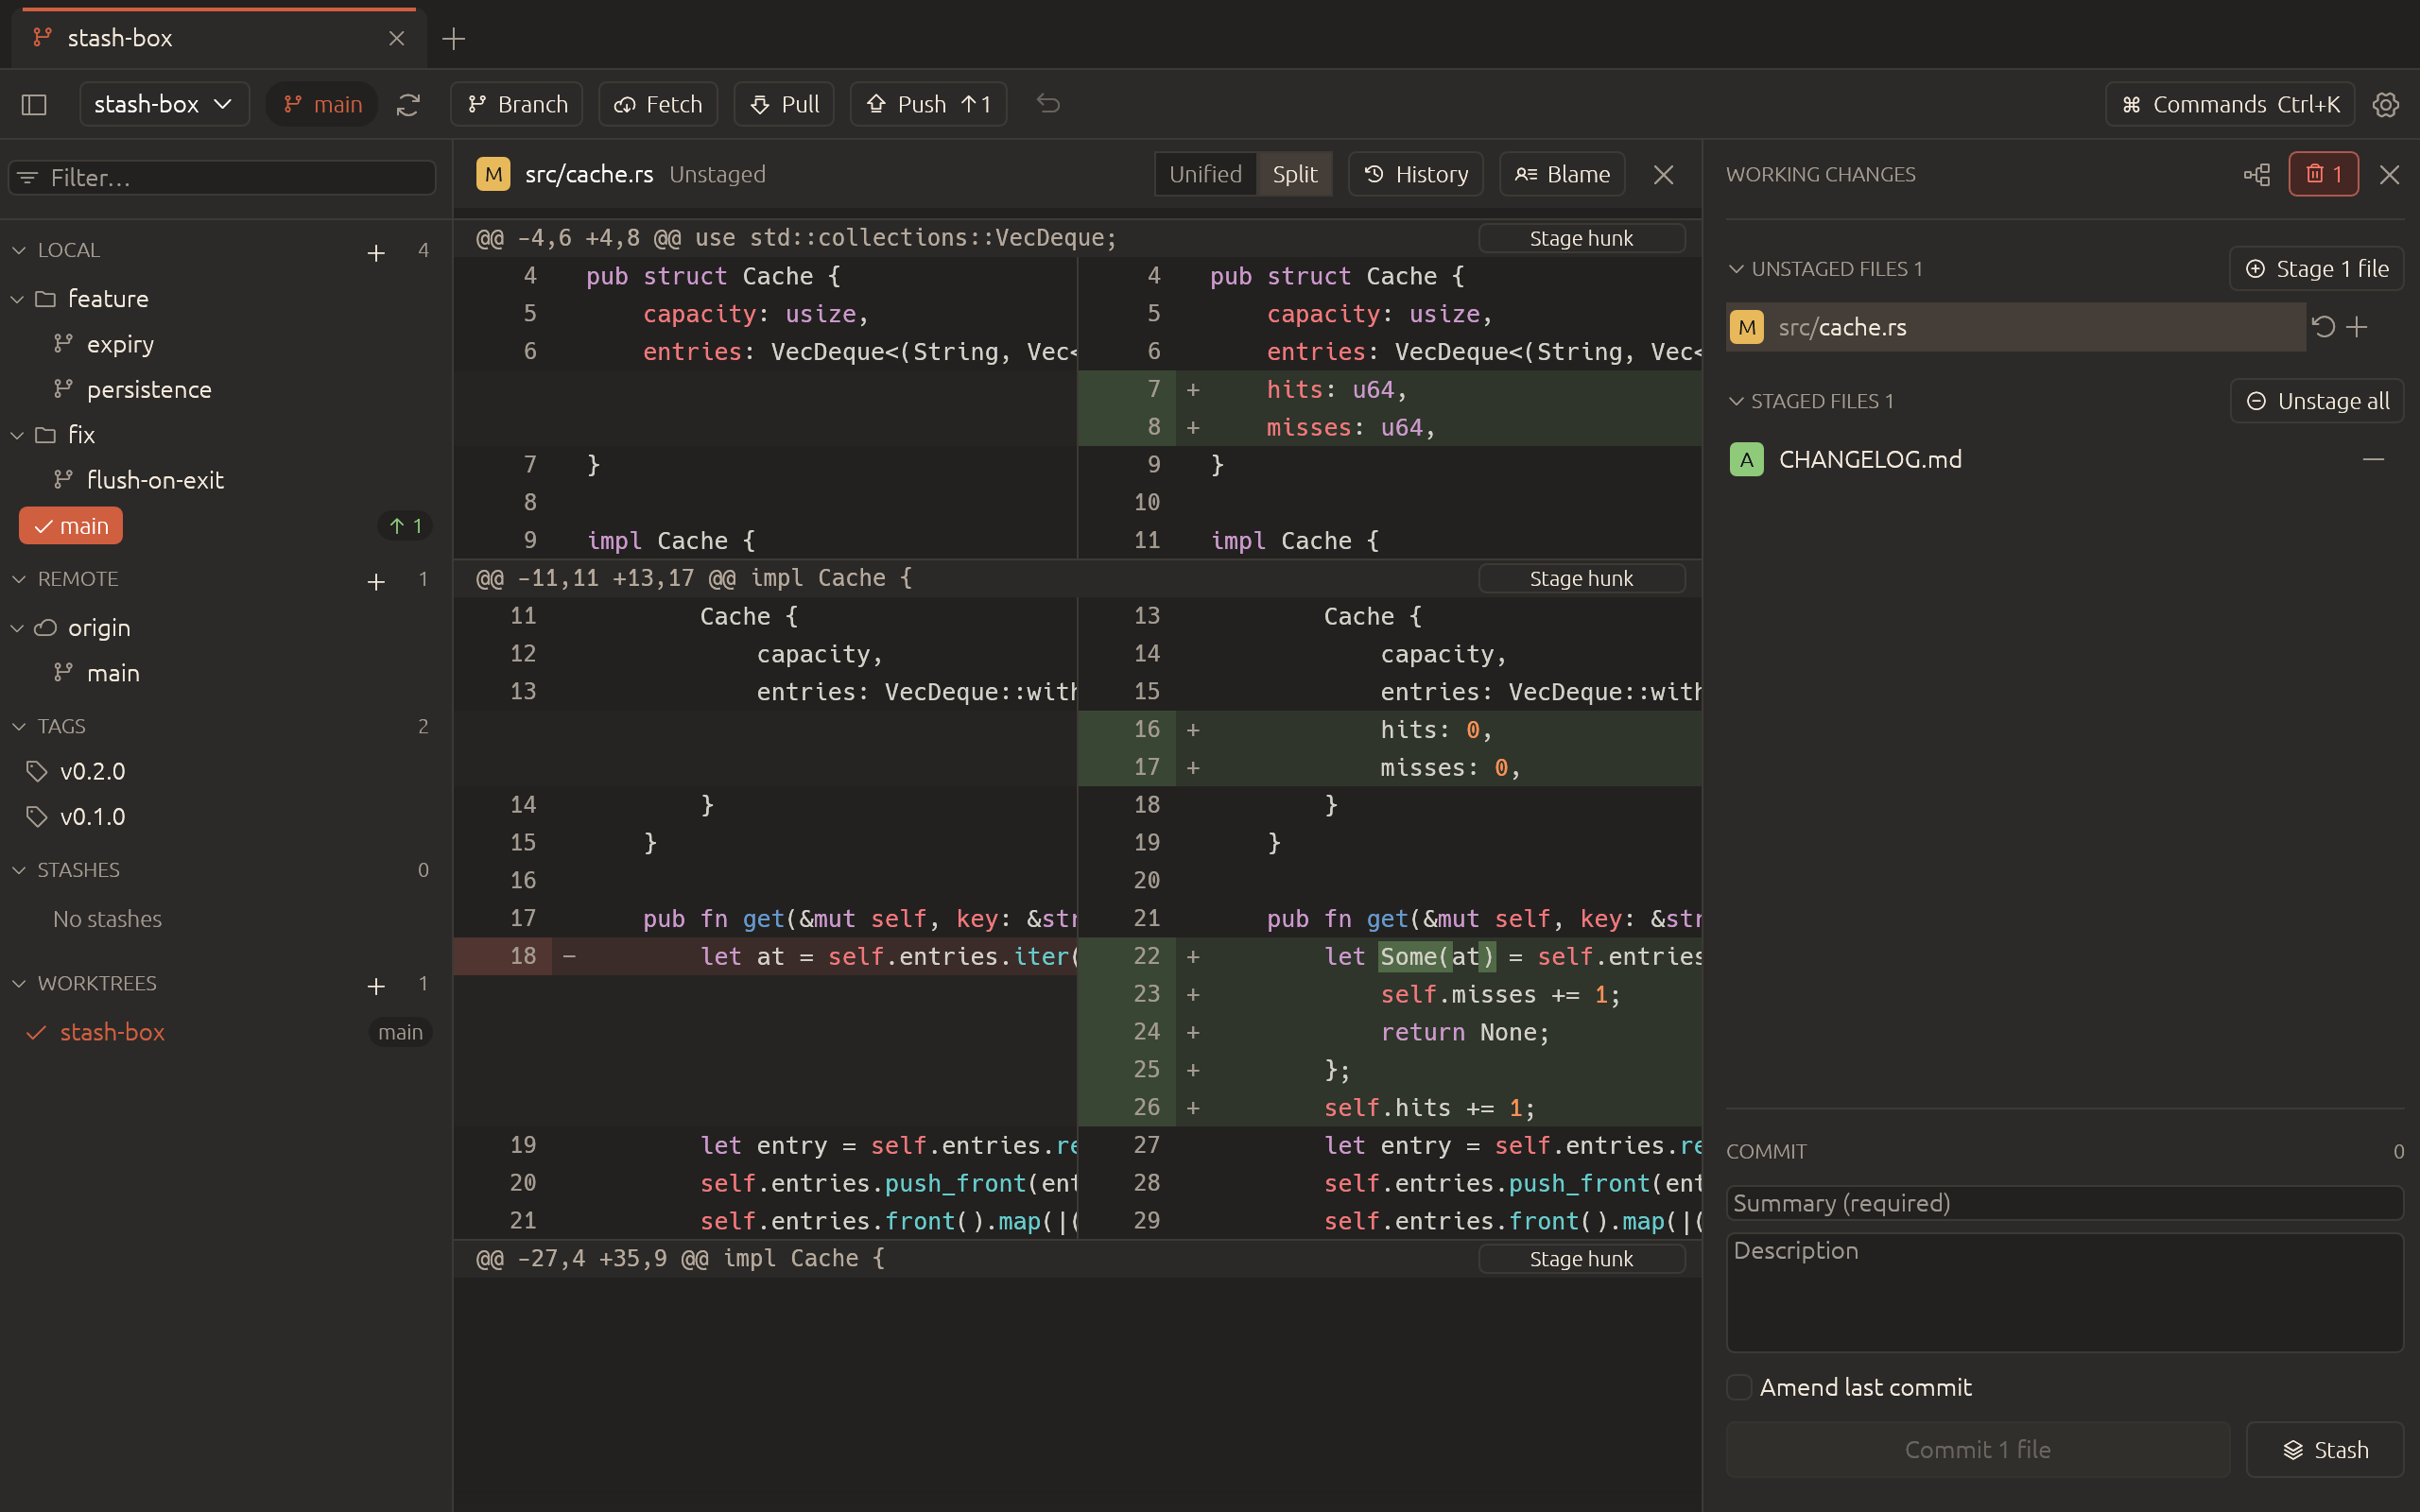 stash-box
stash-box main Branch Fetch Pull Push ↑1 Commands Ctrl+K
Filter…
LOCAL + 4
feature
expiry
persistence
fix
flush-on-exit
main ↑ 1
REMOTE + 1
origin
main
TAGS 2
v0.2.0
v0.1.0
STASHES 0
No stashes
WORKTREES + 1
stash-box main
M src/cache.rs Unstaged Unified Split History Blame
@@ -4,6 +4,8 @@ use std::collections::VecDeque; Stage hunk
4 pub struct Cache { 4 pub struct Cache {
5 capacity: usize, 5 capacity: usize,
6 entries: VecDeque<(String, Vec< 6 entries: VecDeque<(String, Vec<
7 + hits: u64,
8 + misses: u64,
7 } 9 }
8 10
9 impl Cache { 11 impl Cache {
@@ -11,11 +13,17 @@ impl Cache { Stage hunk
11 Cache { 13 Cache {
12 capacity, 14 capacity,
13 entries: VecDeque::with 15 entries: VecDeque::with
16 + hits: 0,
17 + misses: 0,
14 } 18 }
15 } 19 }
16 20
17 pub fn get(&mut self, key: &str 21 pub fn get(&mut self, key: &str
18 − let at = self.entries.iter( 22 + let Some(at) = self.entries
23 + self.misses += 1;
24 + return None;
25 + };
26 + self.hits += 1;
19 let entry = self.entries.re 27 let entry = self.entries.re
20 self.entries.push_front(ent 28 self.entries.push_front(ent
21 self.entries.front().map(|( 29 self.entries.front().map(|(
@@ -27,4 +35,9 @@ impl Cache { Stage hunk
WORKING CHANGES 1
UNSTAGED FILES 1 Stage 1 file
M src/cache.rs
STAGED FILES 1 Unstage all
A CHANGELOG.md
COMMIT 0
Summary (required)
Description
Amend last commit
Commit 1 file Stash